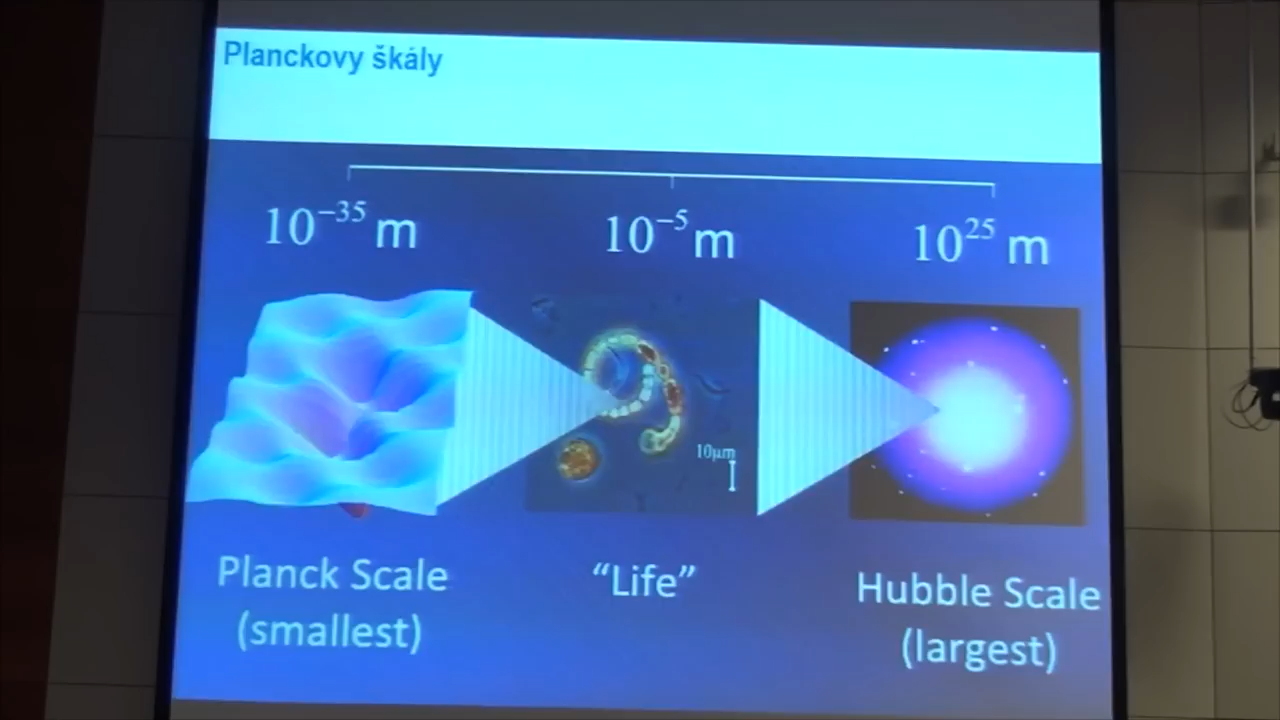 Planckovy škály
10⁻³⁵ m
10⁻⁵ m
10²⁵ m
10µm
Planck Scale
(smallest)
“Life”
Hubble Scale
(largest)